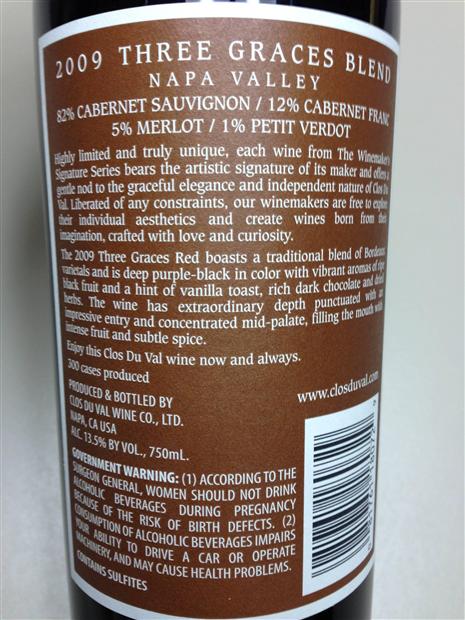 2009 THREE GRACES BLEND
NAPA VALLEY
82% CABERNET SAUVIGNON / 12% CABERNET FRANC
5% MERLOT / 1% PETIT VERDOT
Highly limited and truly unique, each wine from The Winemaker's
Signature Series bears the artistic signature of its maker and offers a
gentle nod to the graceful elegance and independent nature of Clos Du
Val. Liberated of any constraints, our winemakers are free to explore
their individual aesthetics and create wines born from their
imagination, crafted with love and curiosity.
The 2009 Three Graces Red boasts a traditional blend of Bordeaux
varietals and is deep purple-black in color with vibrant aromas of ripe
black fruit and a hint of vanilla toast, rich dark chocolate and dried
herbs. The wine has extraordinary depth punctuated with an
impressive entry and concentrated mid-palate, filling the mouth with
intense fruit and subtle spice.
Enjoy this Clos Du Val wine now and always.
300 cases produced
PRODUCED & BOTTLED BY
CLOS DU VAL WINE CO., LTD.
NAPA, CA USA
ALC. 13.5% BY VOL., 750mL.
www.closduval.com
GOVERNMENT WARNING: (1) ACCORDING TO THE
SURGEON GENERAL, WOMEN SHOULD NOT DRINK
ALCOHOLIC BEVERAGES DURING PREGNANCY
BECAUSE OF THE RISK OF BIRTH DEFECTS. (2)
CONSUMPTION OF ALCOHOLIC BEVERAGES IMPAIRS
YOUR ABILITY TO DRIVE A CAR OR OPERATE
MACHINERY, AND MAY CAUSE HEALTH PROBLEMS.
CONTAINS SULFITES